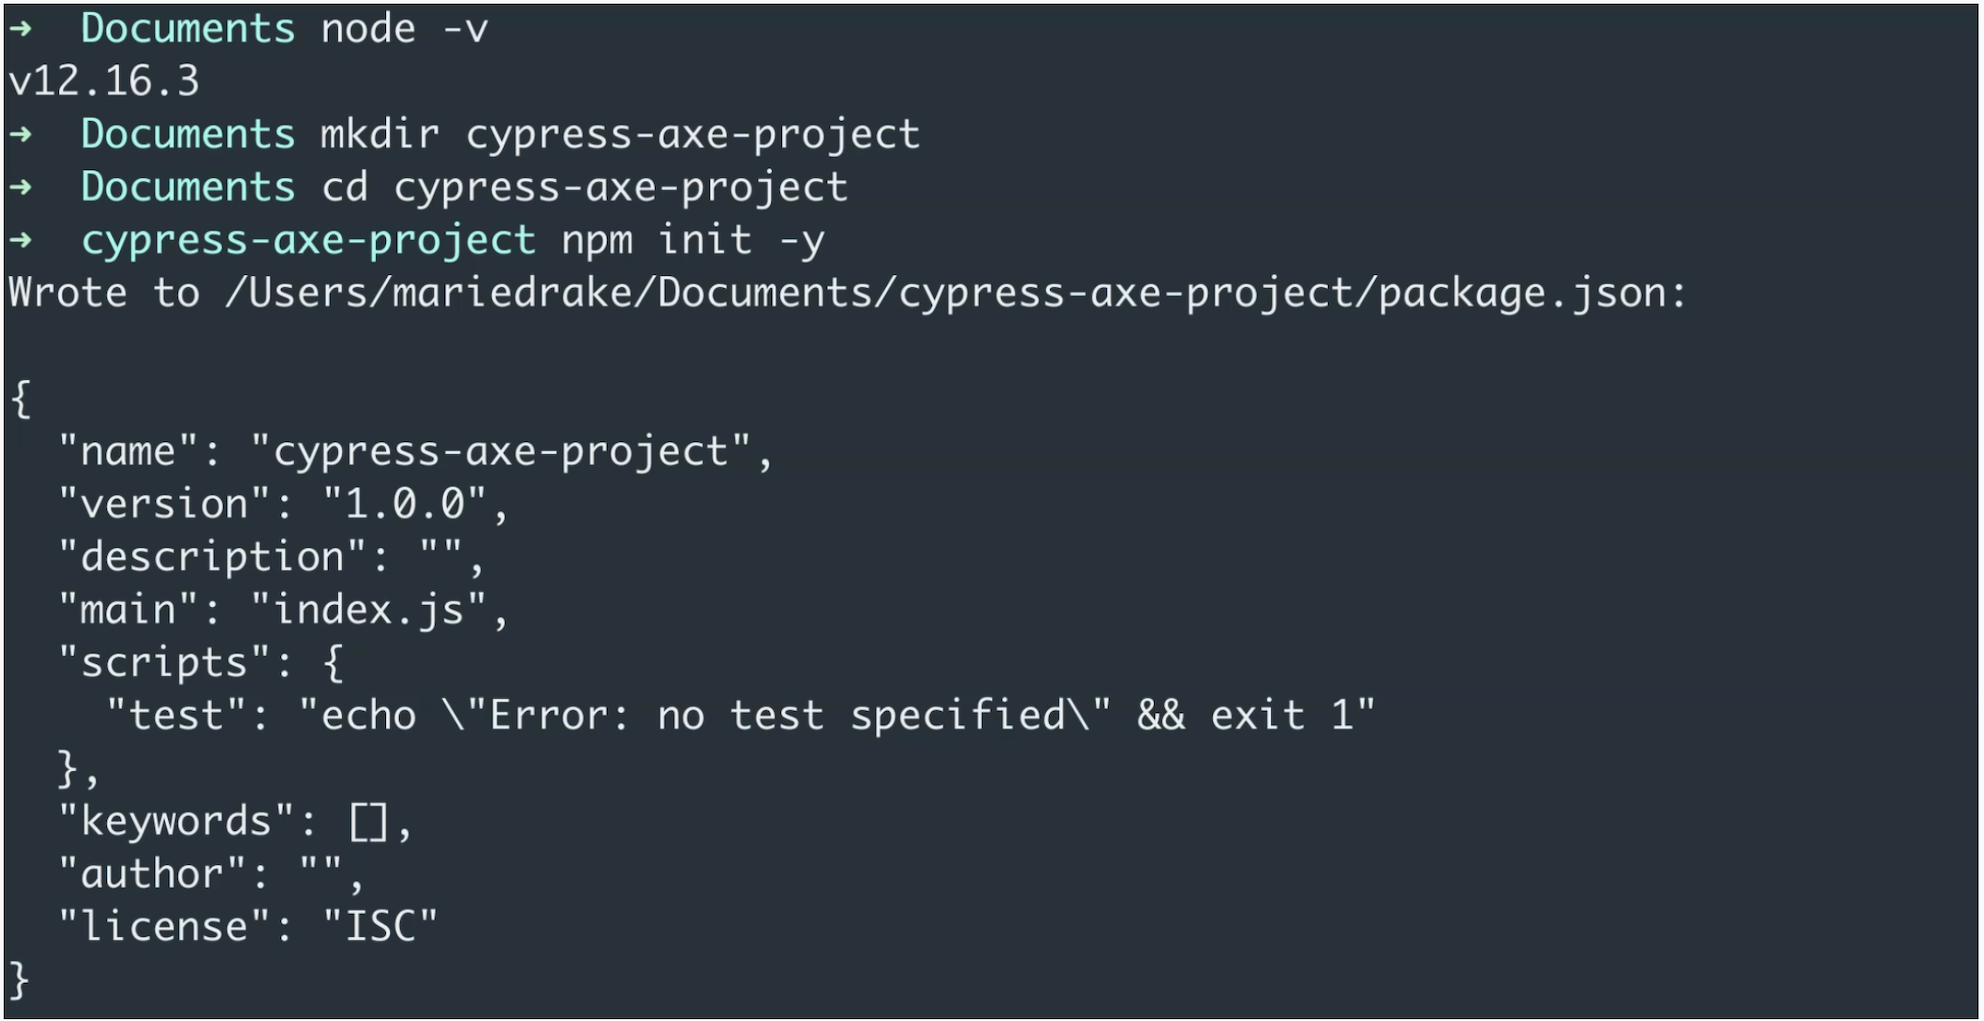 ➜  Documents node -v
v12.16.3
➜  Documents mkdir cypress-axe-project
➜  Documents cd cypress-axe-project
➜  cypress-axe-project npm init -y
Wrote to /Users/mariedrake/Documents/cypress-axe-project/package.json:

{
  "name": "cypress-axe-project",
  "version": "1.0.0",
  "description": "",
  "main": "index.js",
  "scripts": {
    "test": "echo \"Error: no test specified\" && exit 1"
  },
  "keywords": [],
  "author": "",
  "license": "ISC"
}